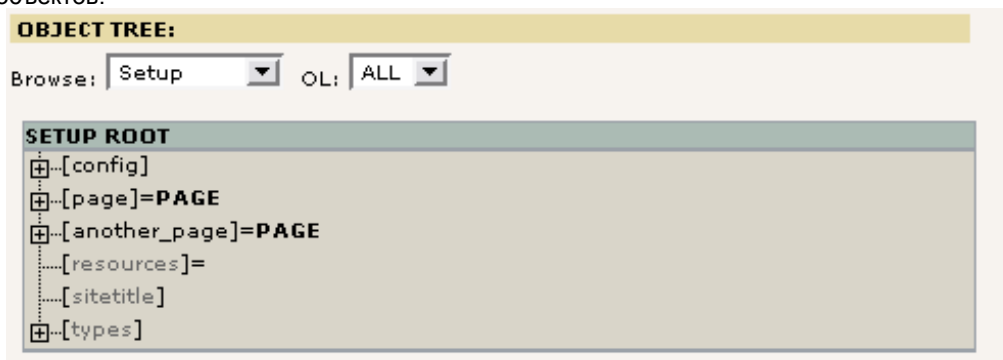 OBJECT TREE:
Browse: Setup OL: ALL
SETUP ROOT
[config]
[page]=PAGE
[another_page]=PAGE
[resources]=
[sitetitle]
[types]